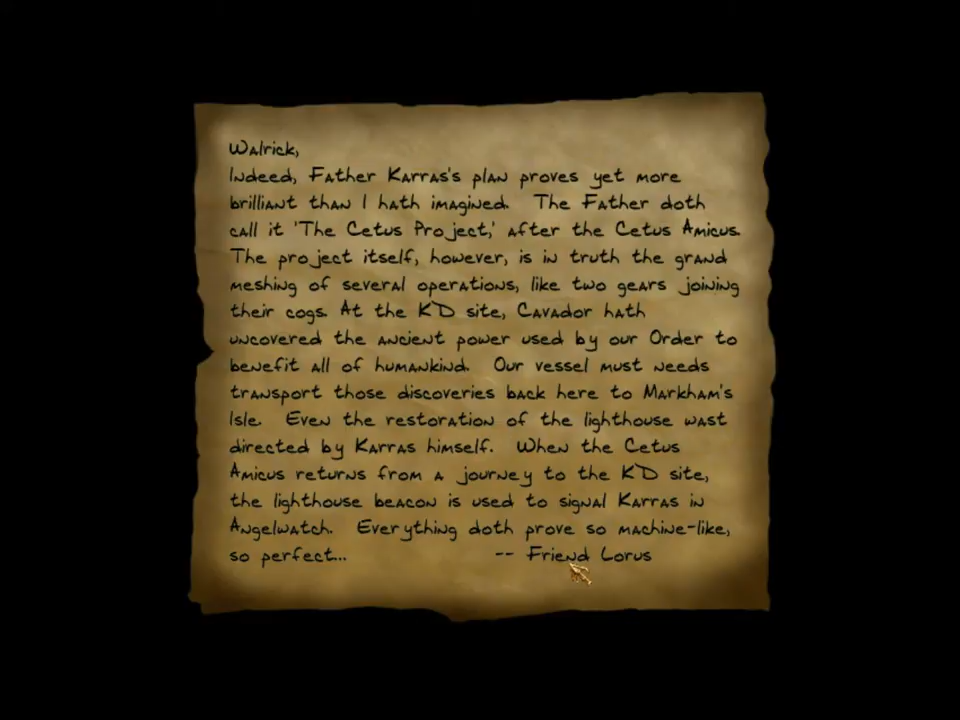 Walrick,
Indeed, Father Karras's plan proves yet more
brilliant than I hath imagined. The Father doth
call it 'The Cetus Project,' after the Cetus Amicus.
The project itself, however, is in truth the grand
meshing of several operations, like two gears joining
their cogs. At the KD site, Cavador hath
uncovered the ancient power used by our Order to
benefit all of humankind. Our vessel must needs
transport those discoveries back here to Markham's
Isle. Even the restoration of the lighthouse wast
directed by Karras himself. When the Cetus
Amicus returns from a journey to the KD site,
the lighthouse beacon is used to signal Karras in
Angelwatch. Everything doth prove so machine-like,
so perfect... -- Friend Lorus